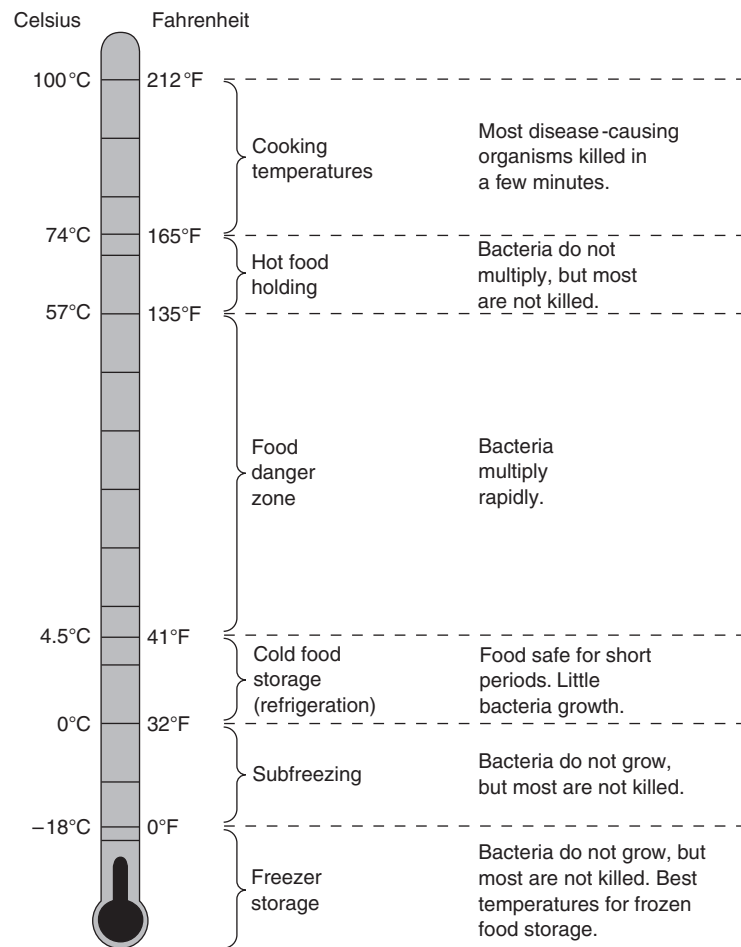 Celsius Fahrenheit
100°C 212°F
Cooking
temperatures
Most disease-causing
organisms killed in
a few minutes.
74°C 165°F
Hot food
holding
Bacteria do not
multiply, but most
are not killed.
57°C 135°F
Food
danger
zone
Bacteria
multiply
rapidly.
4.5°C 41°F
Cold food
storage
(refrigeration)
Food safe for short
periods. Little
bacteria growth.
0°C 32°F
Subfreezing
Bacteria do not grow,
but most are not killed.
–18°C 0°F
Freezer
storage
Bacteria do not grow, but
most are not killed. Best
temperatures for frozen
food storage.